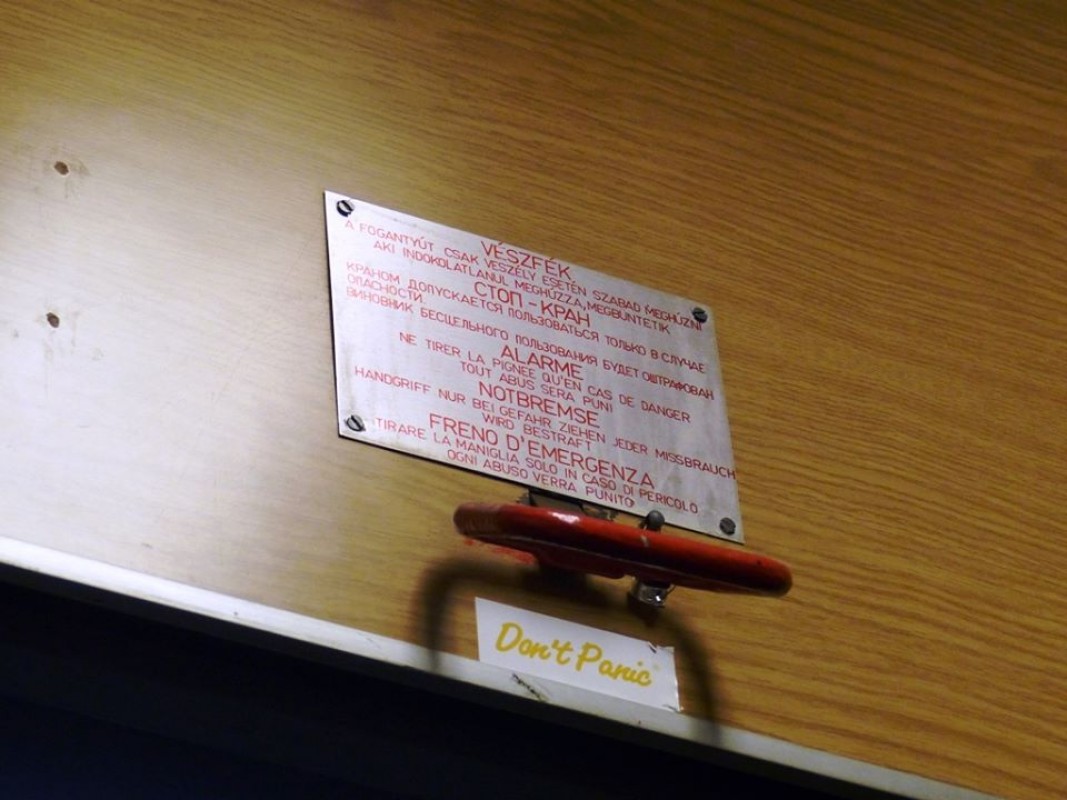 VÉSZFÉK
A FOGANTYÚT CSAK VESZÉLY ESETÉN SZABAD MEGHÚZNI
AKI INDOKOLATLANUL MEGHÚZZA, MEGBÜNTETIK
СТОП - КРАН
КРАНОМ ДОПУСКАЕТСЯ ПОЛЬЗОВАТЬСЯ ТОЛЬКО В СЛУЧАЕ
ОПАСНОСТИ.
ВИНОВНИК БЕСЦЕЛЬНОГО ПОЛЬЗОВАНИЯ БУДЕТ ОШТРАФОВАН
ALARME
NE TIRER LA PIGNEE QU'EN CAS DE DANGER
TOUT ABUS SERA PUNI
NOTBREMSE
HANDGRIFF NUR BEI GEFAHR ZIEHEN JEDER MISSBRAUCH
WIRD BESTRAFT
FRENO D'EMERGENZA
TIRARE LA MANIGLIA SOLO IN CASO DI PERICOLO
OGNI ABUSO VERRA PUNITO
Don't Panic